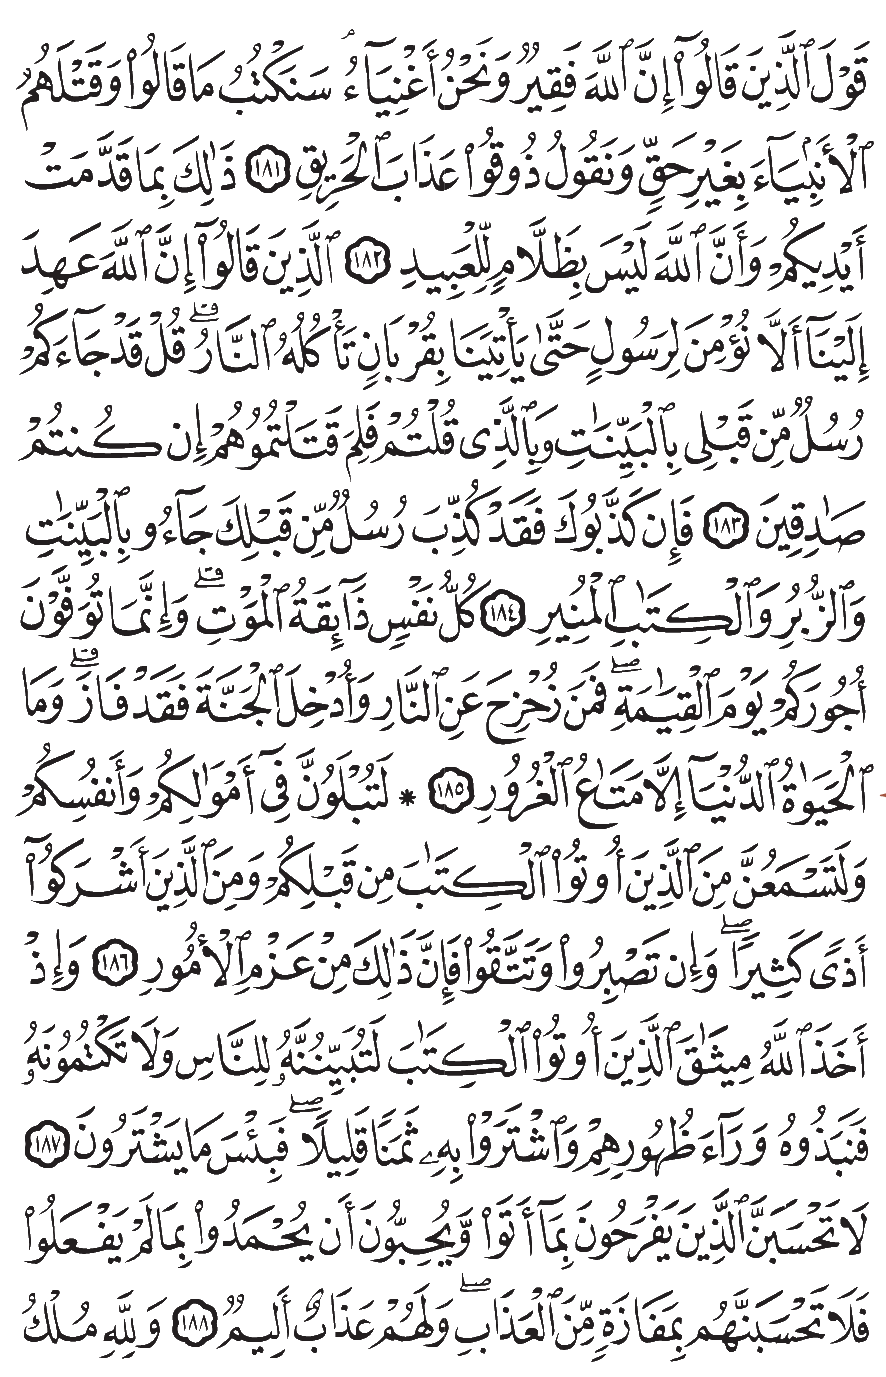 قَوْلَ ٱلَّذِينَ قَالُوٓا۟ إِنَّ ٱللَّهَ فَقِيرٌ وَنَحْنُ أَغْنِيَآءُ ۘ سَنَكْتُبُ مَا قَالُوا۟ وَقَتْلَهُمُ
ٱلْأَنۢبِيَآءَ بِغَيْرِ حَقٍّ وَنَقُولُ ذُوقُوا۟ عَذَابَ ٱلْحَرِيقِ ١٨١ ذَٰلِكَ بِمَا قَدَّمَتْ
أَيْدِيكُمْ وَأَنَّ ٱللَّهَ لَيْسَ بِظَلَّامٍ لِّلْعَبِيدِ ١٨٢ ٱلَّذِينَ قَالُوٓا۟ إِنَّ ٱللَّهَ عَهِدَ
إِلَيْنَآ أَلَّا نُؤْمِنَ لِرَسُولٍ حَتَّىٰ يَأْتِيَنَا بِقُرْبَانٍ تَأْكُلُهُ ٱلنَّارُ ۗ قُلْ قَدْ جَآءَكُمْ
رُسُلٌ مِّن قَبْلِى بِٱلْبَيِّنَٰتِ وَبِٱلَّذِى قُلْتُمْ فَلِمَ قَتَلْتُمُوهُمْ إِن كُنتُمْ
صَٰدِقِينَ ١٨٣ فَإِن كَذَّبُوكَ فَقَدْ كُذِّبَ رُسُلٌ مِّن قَبْلِكَ جَآءُو بِٱلْبَيِّنَٰتِ
وَٱلزُّبُرِ وَٱلْكِتَٰبِ ٱلْمُنِيرِ ١٨٤ كُلُّ نَفْسٍ ذَآئِقَةُ ٱلْمَوْتِ ۗ وَإِنَّمَا تُوَفَّوْنَ
أُجُورَكُمْ يَوْمَ ٱلْقِيَٰمَةِ ۖ فَمَن زُحْزِحَ عَنِ ٱلنَّارِ وَأُدْخِلَ ٱلْجَنَّةَ فَقَدْ فَازَ ۗ وَمَا
ٱلْحَيَوٰةُ ٱلدُّنْيَآ إِلَّا مَتَٰعُ ٱلْغُرُورِ ١٨٥ * لَتُبْلَوُنَّ فِىٓ أَمْوَٰلِكُمْ وَأَنفُسِكُمْ
وَلَتَسْمَعُنَّ مِنَ ٱلَّذِينَ أُوتُوا۟ ٱلْكِتَٰبَ مِن قَبْلِكُمْ وَمِنَ ٱلَّذِينَ أَشْرَكُوٓا۟
أَذًى كَثِيرًا ۚ وَإِن تَصْبِرُوا۟ وَتَتَّقُوا۟ فَإِنَّ ذَٰلِكَ مِنْ عَزْمِ ٱلْأُمُورِ ١٨٦ وَإِذْ
أَخَذَ ٱللَّهُ مِيثَٰقَ ٱلَّذِينَ أُوتُوا۟ ٱلْكِتَٰبَ لَتُبَيِّنُنَّهُۥ لِلنَّاسِ وَلَا تَكْتُمُونَهُۥ
فَنَبَذُوهُ وَرَآءَ ظُهُورِهِمْ وَٱشْتَرَوْا۟ بِهِۦ ثَمَنًا قَلِيلًا ۖ فَبِئْسَ مَا يَشْتَرُونَ ١٨٧
لَا تَحْسَبَنَّ ٱلَّذِينَ يَفْرَحُونَ بِمَآ أَتَوا۟ وَّيُحِبُّونَ أَن يُحْمَدُوا۟ بِمَا لَمْ يَفْعَلُوا۟
فَلَا تَحْسَبَنَّهُم بِمَفَازَةٍ مِّنَ ٱلْعَذَابِ ۖ وَلَهُمْ عَذَابٌ أَلِيمٌ ١٨٨ وَلِلَّهِ مُلْكُ